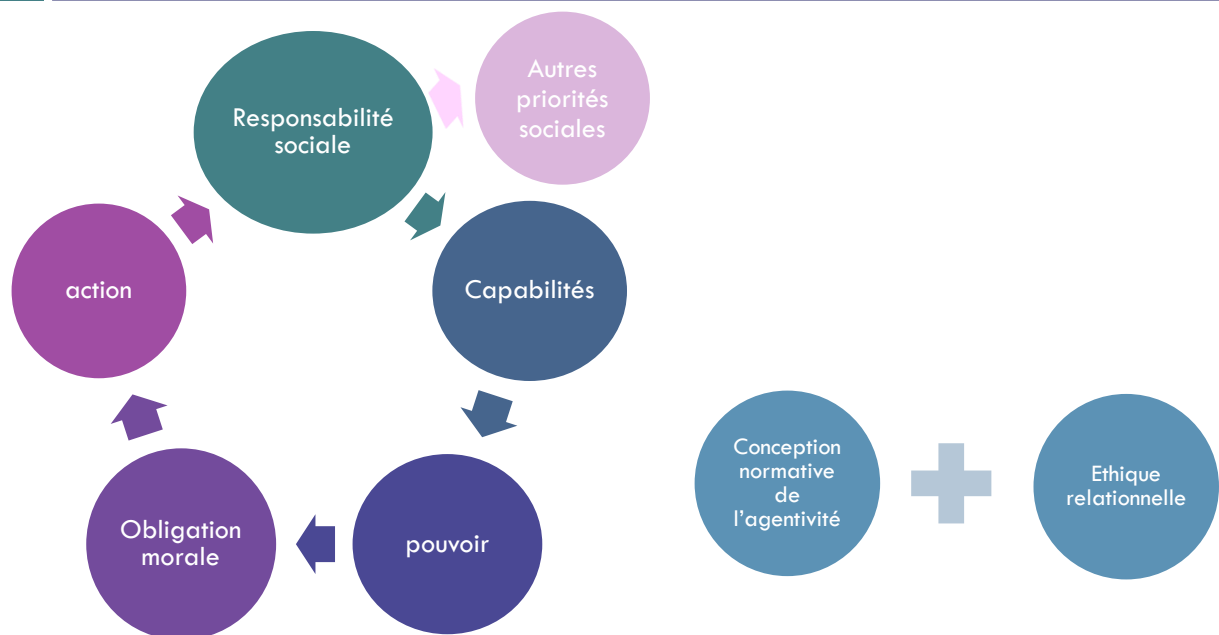 Responsabilité
sociale
Autres
priorités
sociales
Capabilités
pouvoir
Obligation
morale
action
Conception
normative
de
l’agentivité
Ethique
relationnelle